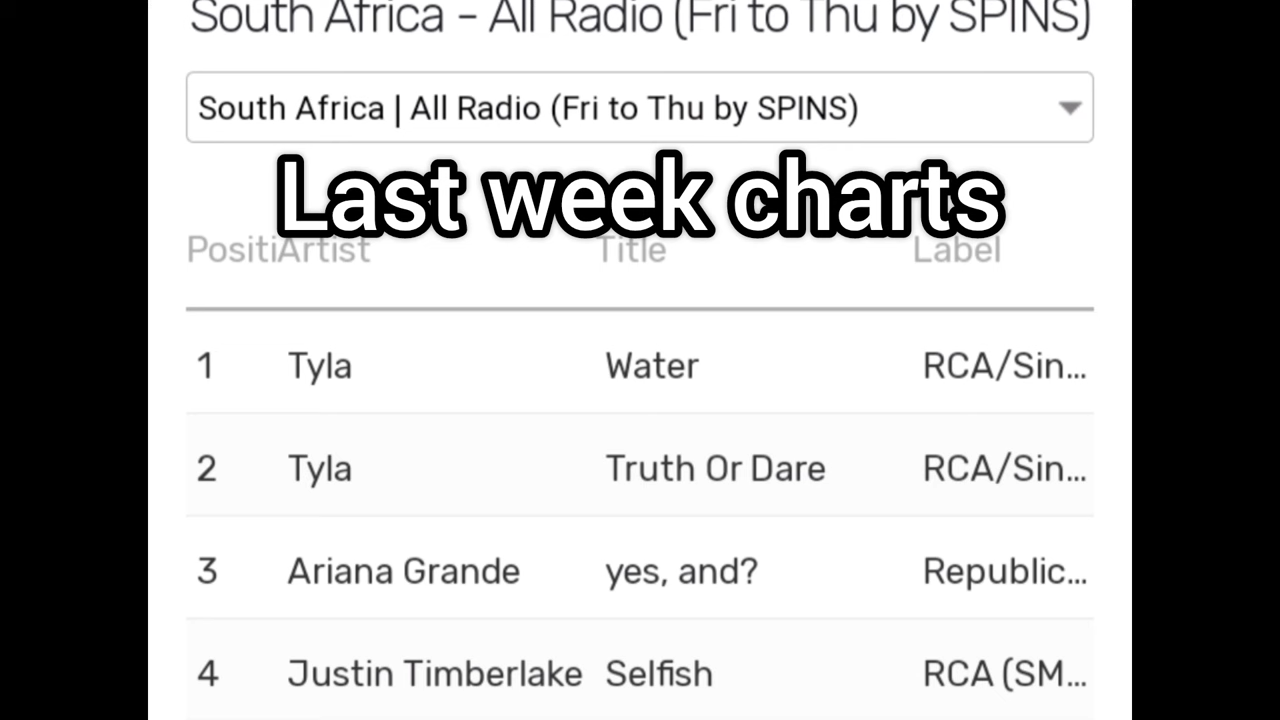 South Africa - All Radio (Fri to Thu by SPINS)
South Africa | All Radio (Fri to Thu by SPINS)
Last week charts
PositiArtist Title Label
1 Tyla Water RCA/Sin...
2 Tyla Truth Or Dare RCA/Sin...
3 Ariana Grande yes, and? Republic...
4 Justin Timberlake Selfish RCA (SM...